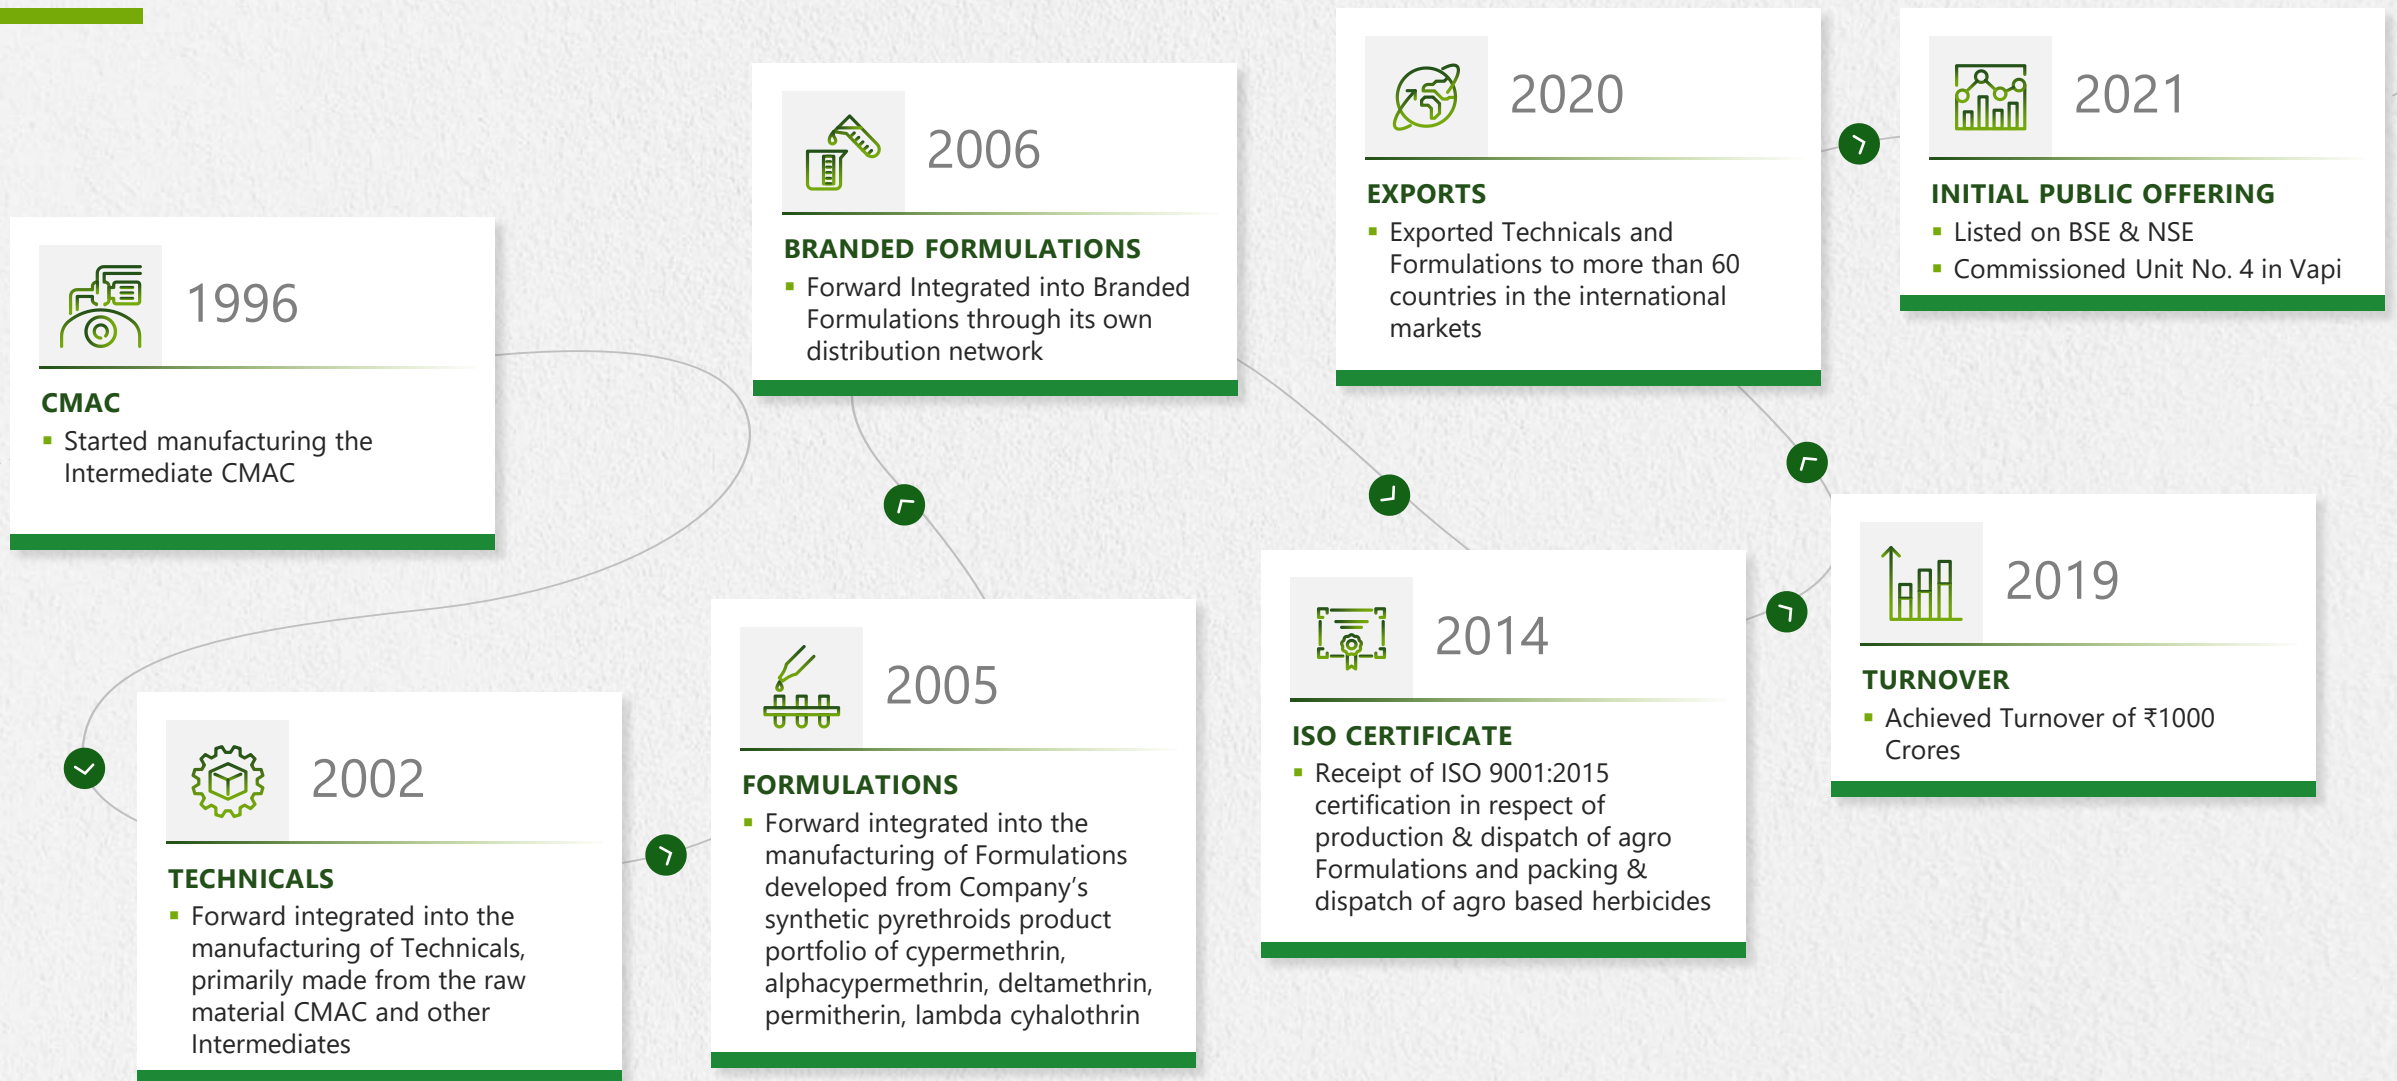 1996
CMAC
▪ Started manufacturing the
Intermediate CMAC
2002
TECHNICALS
▪ Forward integrated into the
manufacturing of Technicals,
primarily made from the raw
material CMAC and other
Intermediates
2005
FORMULATIONS
▪ Forward integrated into the
manufacturing of Formulations
developed from Company’s
synthetic pyrethroids product
portfolio of cypermethrin,
alphacypermethrin, deltamethrin,
permitherin, lambda cyhalothrin
2006
BRANDED FORMULATIONS
▪ Forward Integrated into Branded
Formulations through its own
distribution network
2014
ISO CERTIFICATE
▪ Receipt of ISO 9001:2015
certification in respect of
production & dispatch of agro
Formulations and packing &
dispatch of agro based herbicides
2019
TURNOVER
▪ Achieved Turnover of ₹1000
Crores
2020
EXPORTS
▪ Exported Technicals and
Formulations to more than 60
countries in the international
markets
2021
INITIAL PUBLIC OFFERING
▪ Listed on BSE & NSE
▪ Commissioned Unit No. 4 in Vapi